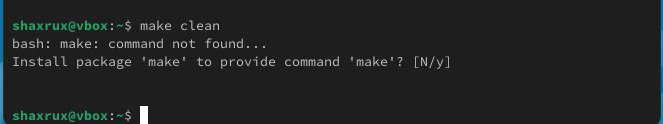 shaxrux@vbox:~$ make clean
bash: make: command not found...
Install package 'make' to provide command 'make'? [N/y]
shaxrux@vbox:~$